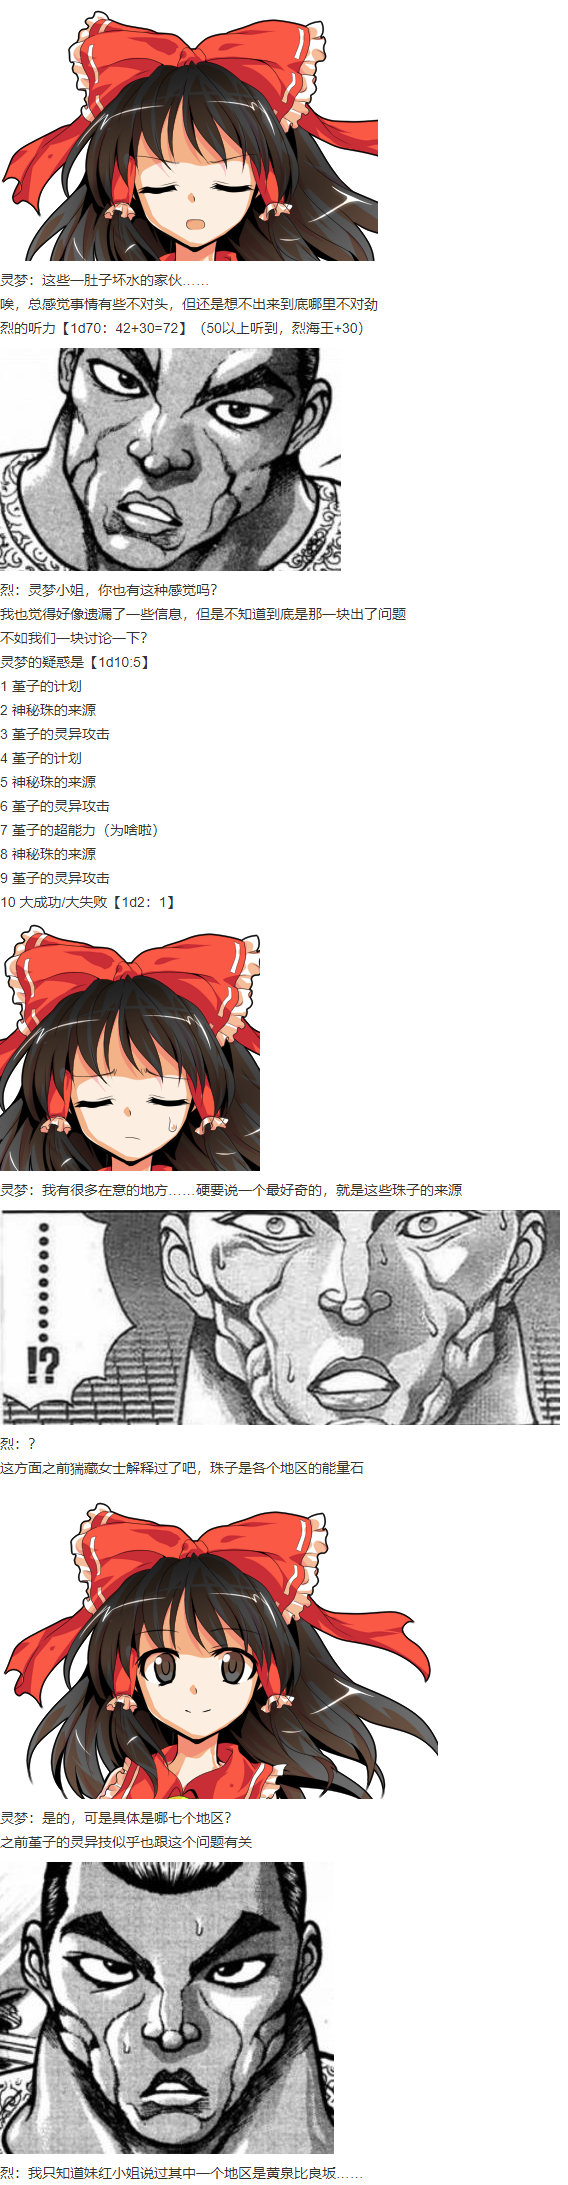 灵梦：这些一肚子坏水的家伙……
唉，总感觉事情有些不对头，但还是想不出来到底哪里不对劲
烈的听力【1d70：42+30=72】（50以上听到，烈海王+30）
烈：灵梦小姐，你也有这种感觉吗？
我也觉得好像遗漏了一些信息，但是不知道到底是那一块出了问题
不如我们一块讨论一下？
灵梦的疑惑是【1d10:5】
1 堇子的计划
2 神秘珠的来源
3 堇子的灵异攻击
4 堇子的计划
5 神秘珠的来源
6 堇子的灵异攻击
7 堇子的超能力（为啥啦）
8 神秘珠的来源
9 堇子的灵异攻击
10 大成功/大失败【1d2：1】
灵梦：我有很多在意的地方……硬要说一个最好奇的，就是这些珠子的来源
………
!?
烈：？
这方面之前猯藏女士解释过了吧，珠子是各个地区的能量石
灵梦：是的，可是具体是哪七个地区？
之前堇子的灵异技似乎也跟这个问题有关
烈：我只知道妹红小姐说过其中一个地区是黄泉比良坂……